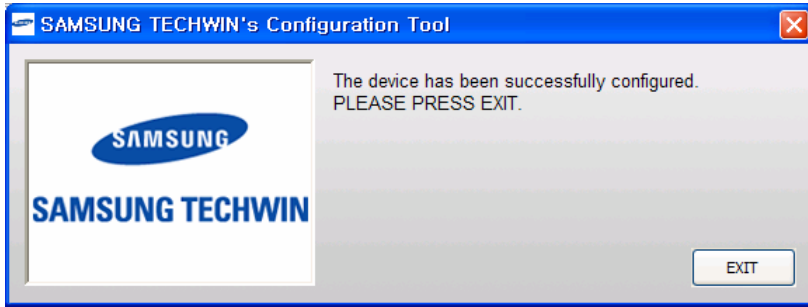 SAMSUNG TECHWIN's Configuration Tool
The device has been successfully configured.
PLEASE PRESS EXIT.
SAMSUNG
SAMSUNG TECHWIN
EXIT